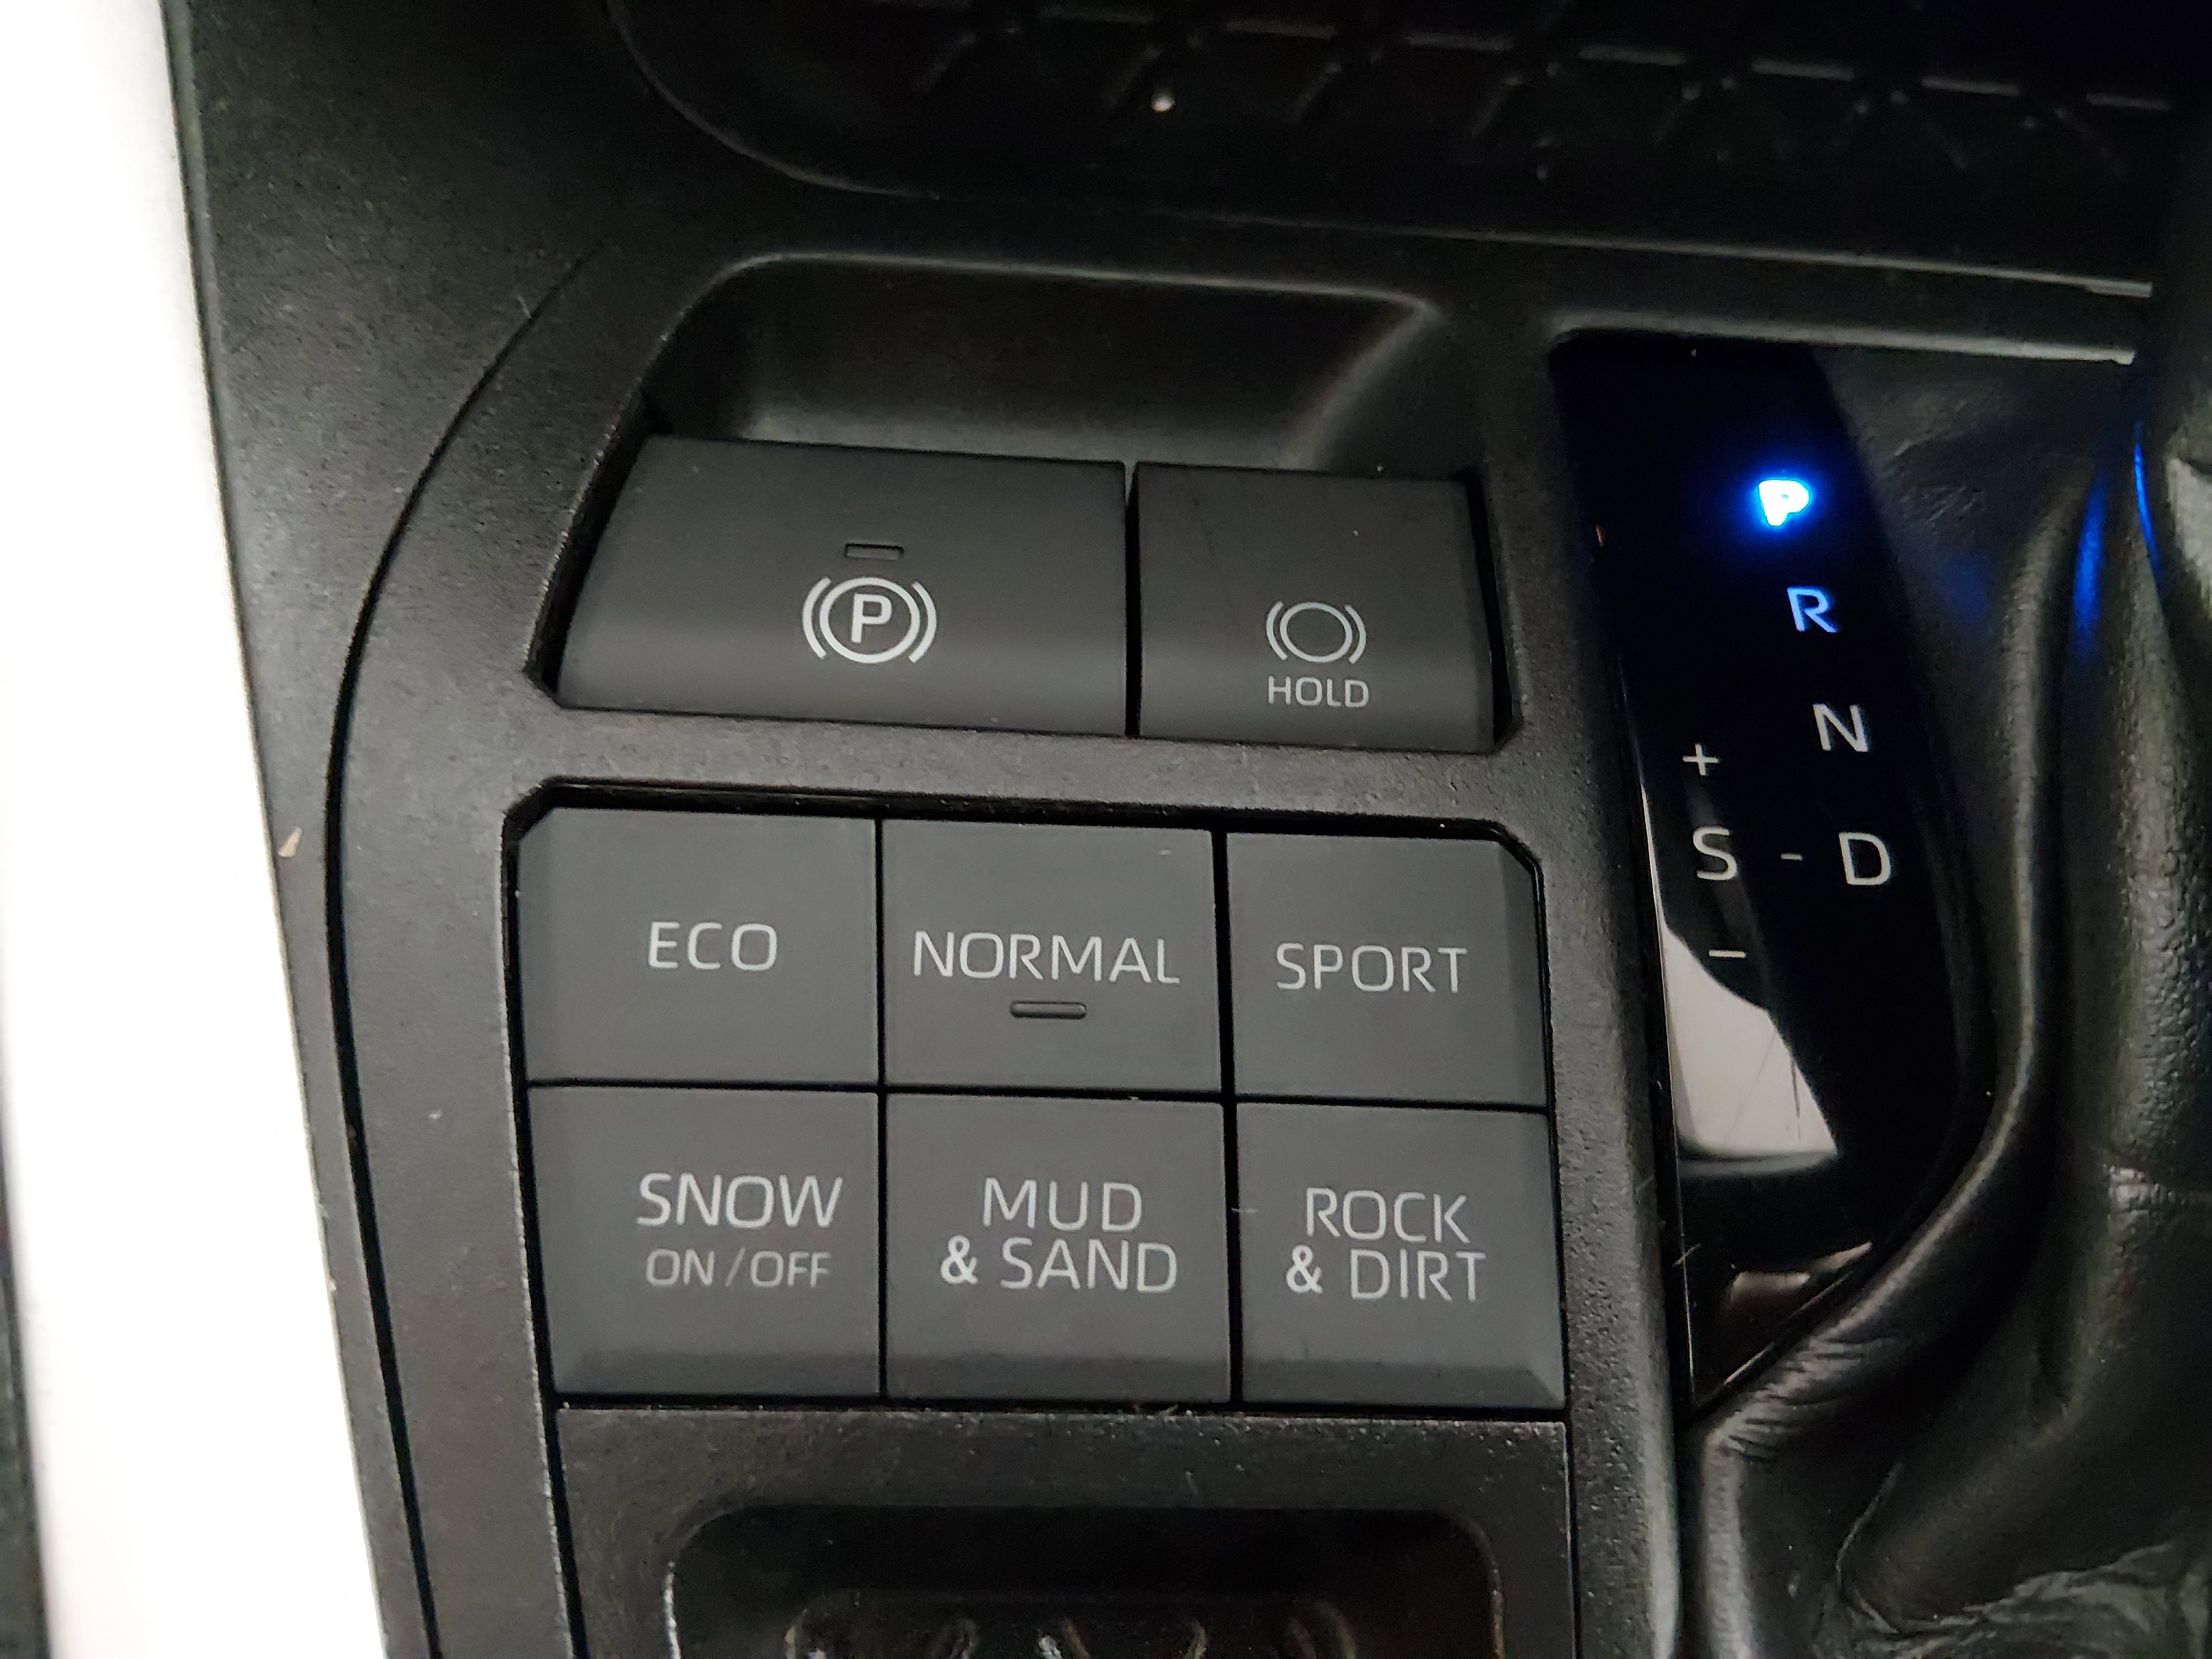 P
HOLD
P
R
N
+
S - D
-
ECO
NORMAL
SPORT
SNOW
ON/OFF
MUD
& SAND
ROCK
& DIRT